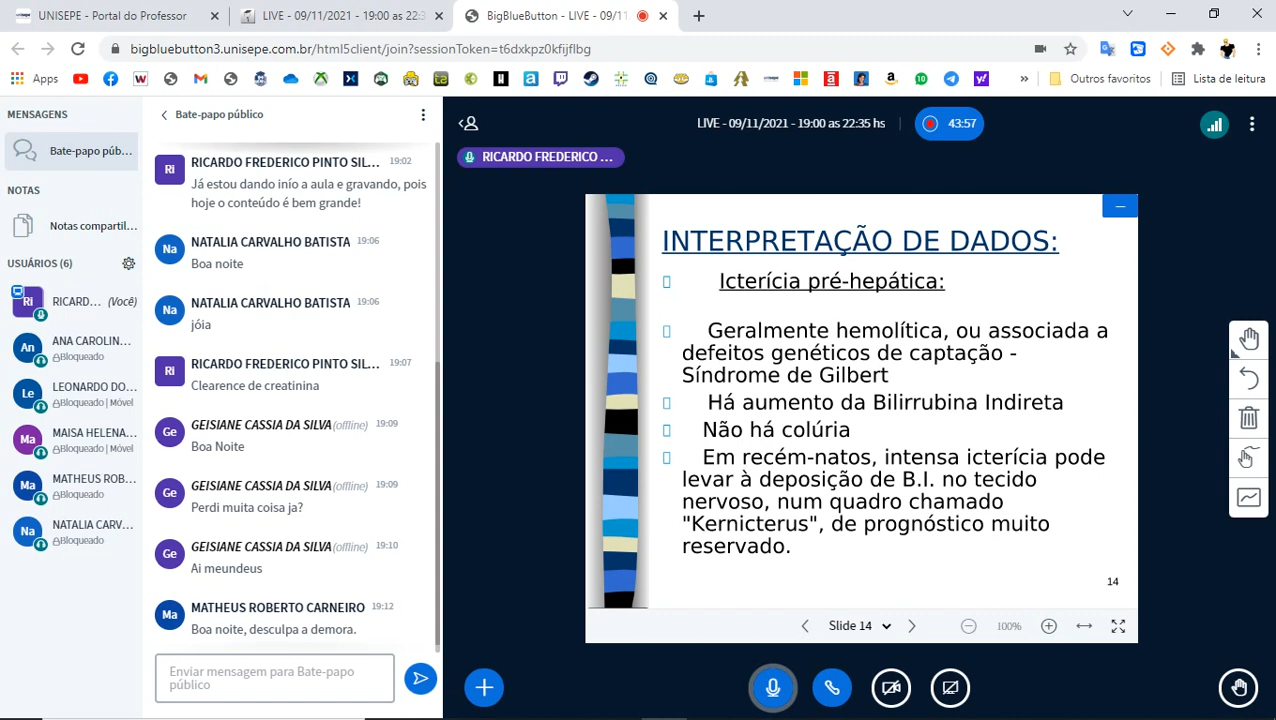 UNISEPE - Portal do Professor
LIVE - 09/11/2021 - 19:00 as 22:3
BigBlueButton - LIVE - 09/11
bigbluebutton3.unisepe.com.br/html5client/join?sessionToken=t6dxkpz0kfijflbg
Apps
Outros favoritos
Lista de leitura
MENSAGENS
Bate-papo púb...
NOTAS
Notas compartil...
USUÁRIOS (6)
RICARD... (Você)
ANA CAROLIN...
Bloqueado
LEONARDO DO...
Bloqueado | Móvel
MAISA HELENA...
Bloqueado | Móvel
MATHEUS ROB...
Bloqueado
NATALIA CARV...
Bloqueado
Bate-papo público
RICARDO FREDERICO PINTO SIL... 19:02
Já estou dando inío a aula e gravando, pois
hoje o conteúdo é bem grande!
NATALIA CARVALHO BATISTA 19:06
Boa noite
NATALIA CARVALHO BATISTA 19:06
jóia
RICARDO FREDERICO PINTO SIL... 19:07
Clearence de creatinina
GEISIANE CASSIA DA SILVA(offline) 19:09
Boa Noite
GEISIANE CASSIA DA SILVA(offline) 19:09
Perdi muita coisa ja?
GEISIANE CASSIA DA SILVA(offline) 19:10
Ai meundeus
MATHEUS ROBERTO CARNEIRO 19:12
Boa noite, desculpa a demora.
Enviar mensagem para Bate-papo
público
LIVE - 09/11/2021 - 19:00 as 22:35 hs
43:57
RICARDO FREDERICO ...
INTERPRETAÇÃO DE DADOS:
Icterícia pré-hepática:
Geralmente hemolítica, ou associada a
defeitos genéticos de captação -
Síndrome de Gilbert
Há aumento da Bilirrubina Indireta
Não há colúria
Em recém-natos, intensa icterícia pode
levar à deposição de B.I. no tecido
nervoso, num quadro chamado
"Kernicterus", de prognóstico muito
reservado.
14
Slide 14
100%